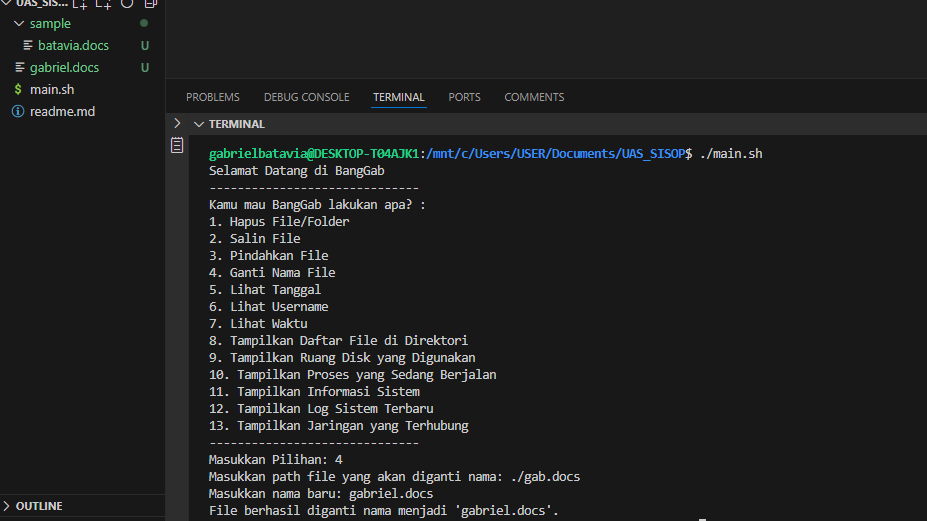 UAS_SIS...
sample
batavia.docs U
gabriel.docs U
$ main.sh
readme.md
OUTLINE
PROBLEMS DEBUG CONSOLE TERMINAL PORTS COMMENTS
TERMINAL
gabrielbatavia@DESKTOP-T04AJK1:/mnt/c/Users/USER/Documents/UAS_SISOP$ ./main.sh
Selamat Datang di BangGab
------------------------------
Kamu mau BangGab lakukan apa? :
1. Hapus File/Folder
2. Salin File
3. Pindahkan File
4. Ganti Nama File
5. Lihat Tanggal
6. Lihat Username
7. Lihat Waktu
8. Tampilkan Daftar File di Direktori
9. Tampilkan Ruang Disk yang Digunakan
10. Tampilkan Proses yang Sedang Berjalan
11. Tampilkan Informasi Sistem
12. Tampilkan Log Sistem Terbaru
13. Tampilkan Jaringan yang Terhubung
------------------------------
Masukkan Pilihan: 4
Masukkan path file yang akan diganti nama: ./gab.docs
Masukkan nama baru: gabriel.docs
File berhasil diganti nama menjadi 'gabriel.docs'.